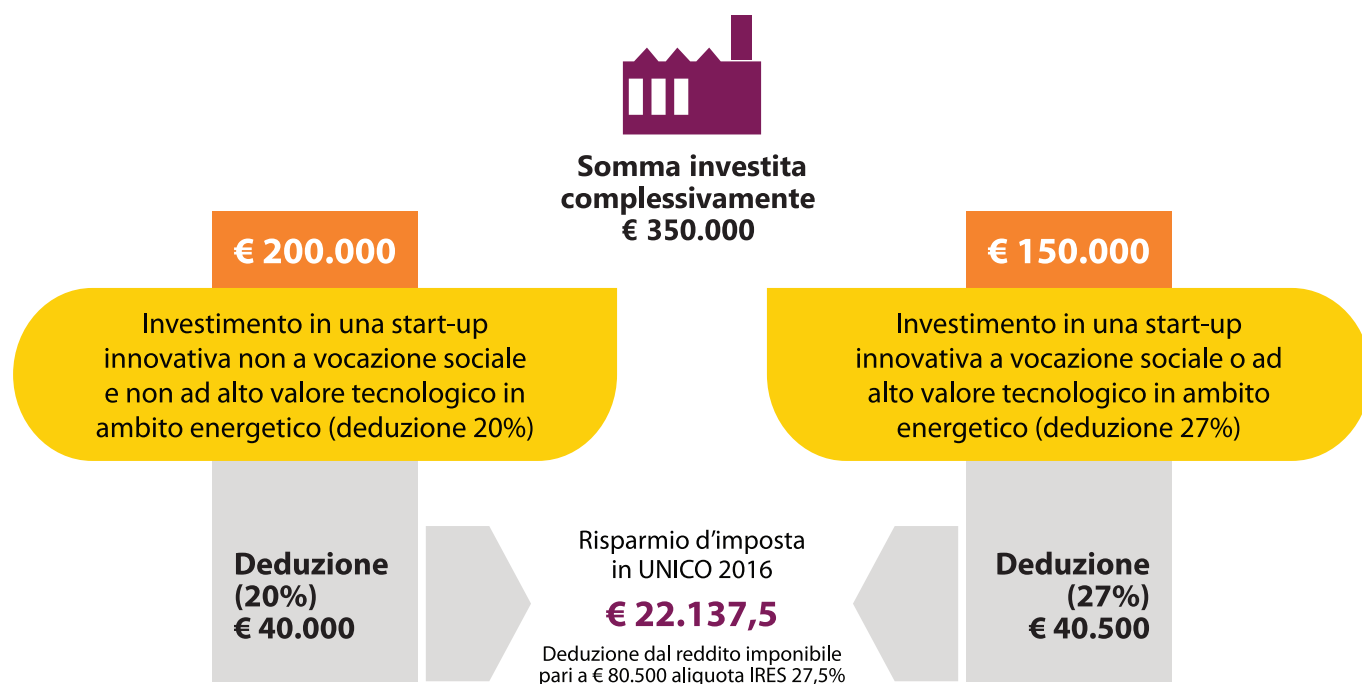 Somma investita
complessivamente
€ 350.000
€ 200.000
Investimento in una start-up
innovativa non a vocazione sociale
e non ad alto valore tecnologico in
ambito energetico (deduzione 20%)
Deduzione
(20%)
€ 40.000
€ 150.000
Investimento in una start-up
innovativa a vocazione sociale o ad
alto valore tecnologico in ambito
energetico (deduzione 27%)
Deduzione
(27%)
€ 40.500
Risparmio d’imposta
in UNICO 2016
€ 22.137,5
Deduzione dal reddito imponibile
pari a € 80.500 aliquota IRES 27,5%